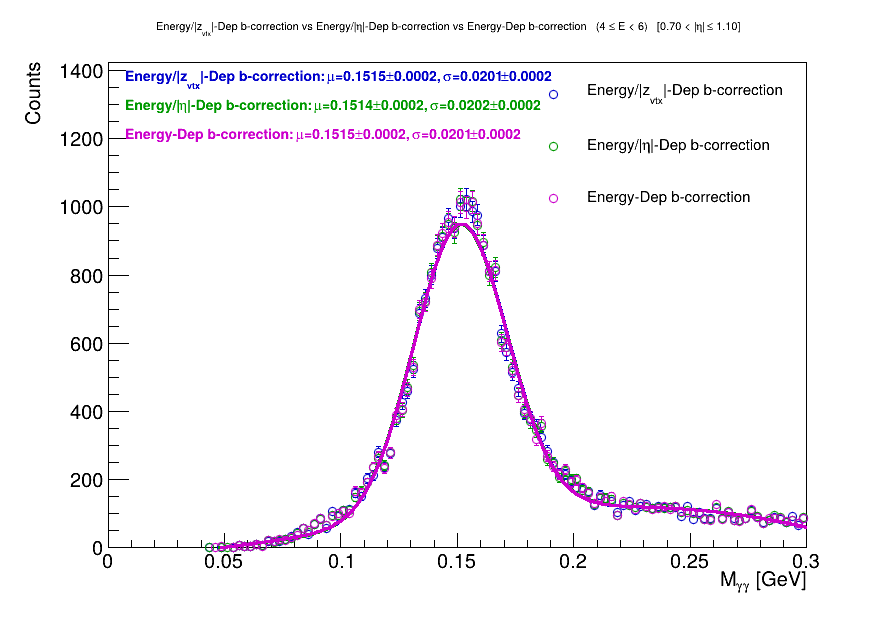 Energy/|z_vtx|-Dep b-correction vs Energy/|η|-Dep b-correction vs Energy-Dep b-correction (4 ≤ E < 6) [0.70 < |η| ≤ 1.10]
Counts
Energy/|z_vtx|-Dep b-correction: μ=0.1515±0.0002, σ=0.0201±0.0002
Energy/|η|-Dep b-correction: μ=0.1514±0.0002, σ=0.0202±0.0002
Energy-Dep b-correction: μ=0.1515±0.0002, σ=0.0201±0.0002
Energy/|z_vtx|-Dep b-correction
Energy/|η|-Dep b-correction
Energy-Dep b-correction
1400
1200
1000
800
600
400
200
0
0 0.05 0.1 0.15 0.2 0.25 0.3
M_γγ [GeV]